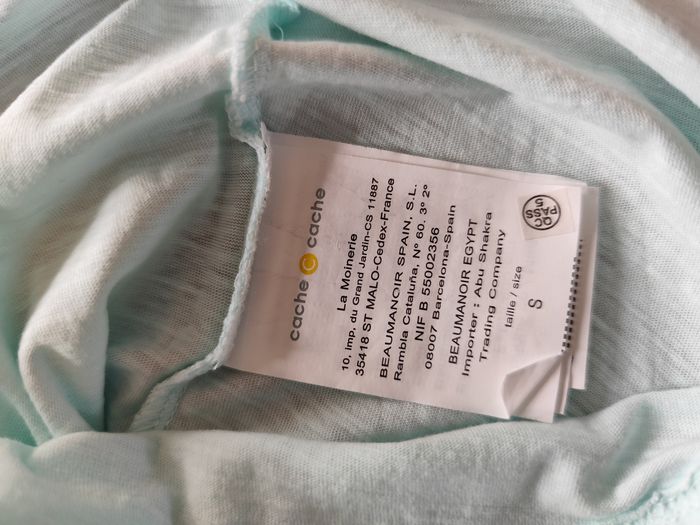 cache cache
La Moinerie
10, imp. du Grand Jardin-CS 11887
35418 ST MALO-Cedex-France
BEAUMANOIR SPAIN, S.L.
Rambla Cataluña, Nº 60. 3º 2º
NIF B 55002356
08007 Barcelona-Spain
BEAUMANOIR EGYPT
Importer : Abu Shakra
Trading Company
taille / size
S
QC
PASS
5